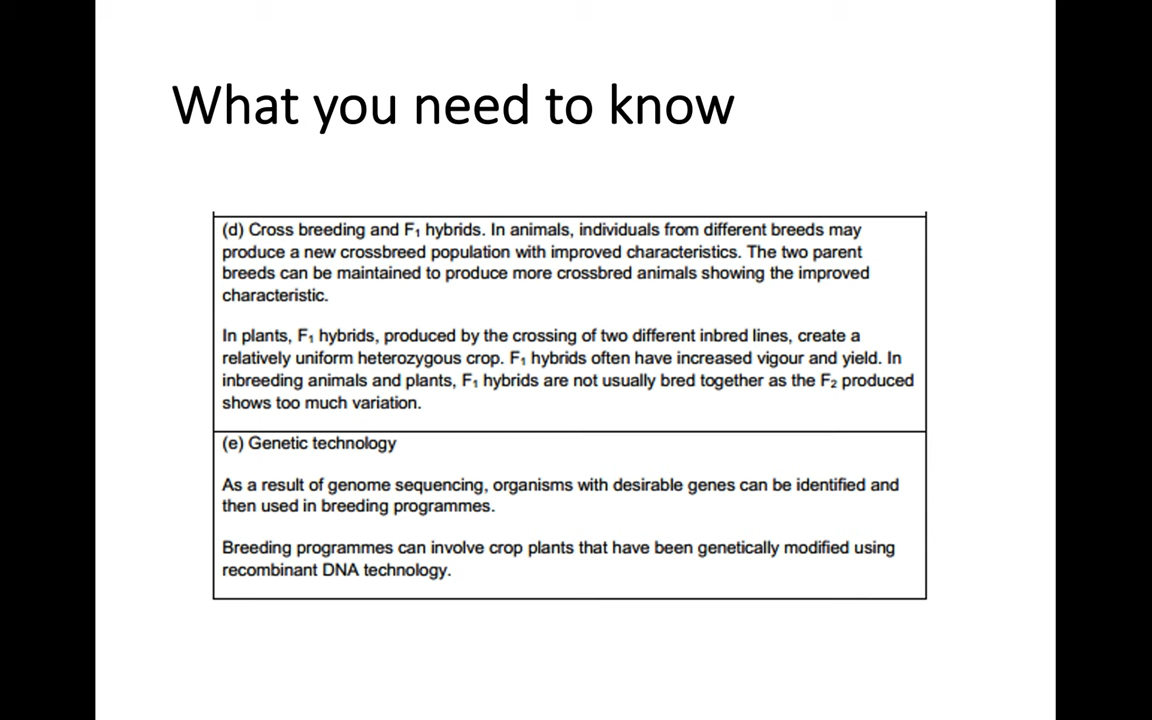 What you need to know
(d) Cross breeding and F₁ hybrids. In animals, individuals from different breeds may
produce a new crossbreed population with improved characteristics. The two parent
breeds can be maintained to produce more crossbred animals showing the improved
characteristic.
In plants, F₁ hybrids, produced by the crossing of two different inbred lines, create a
relatively uniform heterozygous crop. F₁ hybrids often have increased vigour and yield. In
inbreeding animals and plants, F₁ hybrids are not usually bred together as the F₂ produced
shows too much variation.
(e) Genetic technology
As a result of genome sequencing, organisms with desirable genes can be identified and
then used in breeding programmes.
Breeding programmes can involve crop plants that have been genetically modified using
recombinant DNA technology.